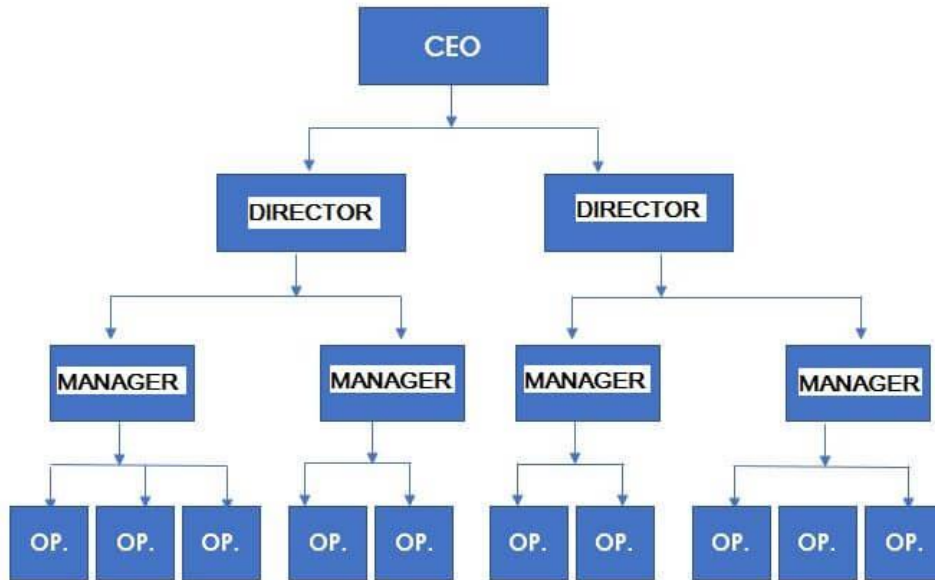 CEO
DIRECTOR
DIRECTOR
MANAGER
MANAGER
MANAGER
MANAGER
OP.
OP.
OP.
OP.
OP.
OP.
OP.
OP.
OP.
OP.